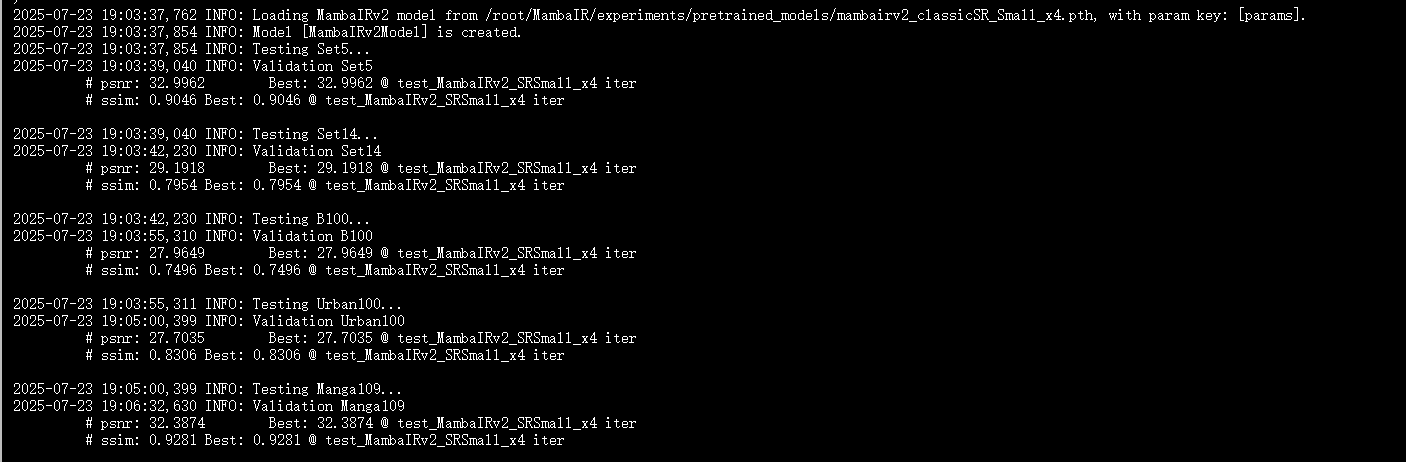 2025-07-23 19:03:37,762 INFO: Loading MambaIRv2 model from /root/MambaIR/experiments/pretrained_models/mambairv2_classicSR_Small_x4.pth, with param key: [params].
2025-07-23 19:03:37,854 INFO: Model [MambaIRv2Model] is created.
2025-07-23 19:03:37,854 INFO: Testing Set5...
2025-07-23 19:03:39,040 INFO: Validation Set5
# psnr: 32.9962 Best: 32.9962 @ test_MambaIRv2_SRSmall_x4 iter
# ssim: 0.9046 Best: 0.9046 @ test_MambaIRv2_SRSmall_x4 iter
2025-07-23 19:03:39,040 INFO: Testing Set14...
2025-07-23 19:03:42,230 INFO: Validation Set14
# psnr: 29.1918 Best: 29.1918 @ test_MambaIRv2_SRSmall_x4 iter
# ssim: 0.7954 Best: 0.7954 @ test_MambaIRv2_SRSmall_x4 iter
2025-07-23 19:03:42,230 INFO: Testing B100...
2025-07-23 19:03:55,310 INFO: Validation B100
# psnr: 27.9649 Best: 27.9649 @ test_MambaIRv2_SRSmall_x4 iter
# ssim: 0.7496 Best: 0.7496 @ test_MambaIRv2_SRSmall_x4 iter
2025-07-23 19:03:55,311 INFO: Testing Urban100...
2025-07-23 19:05:00,399 INFO: Validation Urban100
# psnr: 27.7035 Best: 27.7035 @ test_MambaIRv2_SRSmall_x4 iter
# ssim: 0.8306 Best: 0.8306 @ test_MambaIRv2_SRSmall_x4 iter
2025-07-23 19:05:00,399 INFO: Testing Manga109...
2025-07-23 19:06:32,630 INFO: Validation Manga109
# psnr: 32.3874 Best: 32.3874 @ test_MambaIRv2_SRSmall_x4 iter
# ssim: 0.9281 Best: 0.9281 @ test_MambaIRv2_SRSmall_x4 iter